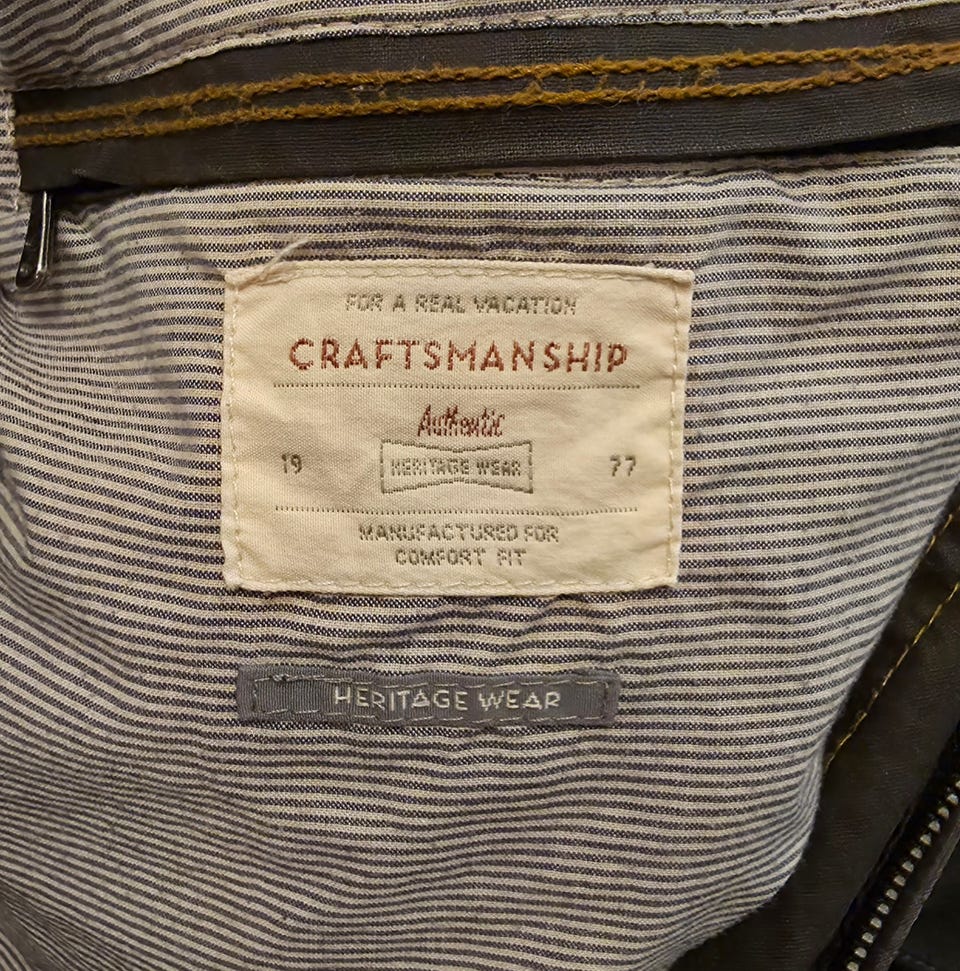 FOR A REAL VACATION
CRAFTSMANSHIP
Authentic
19 HERITAGE WEAR 77
MANUFACTURED FOR
COMFORT FIT
HERITAGE WEAR